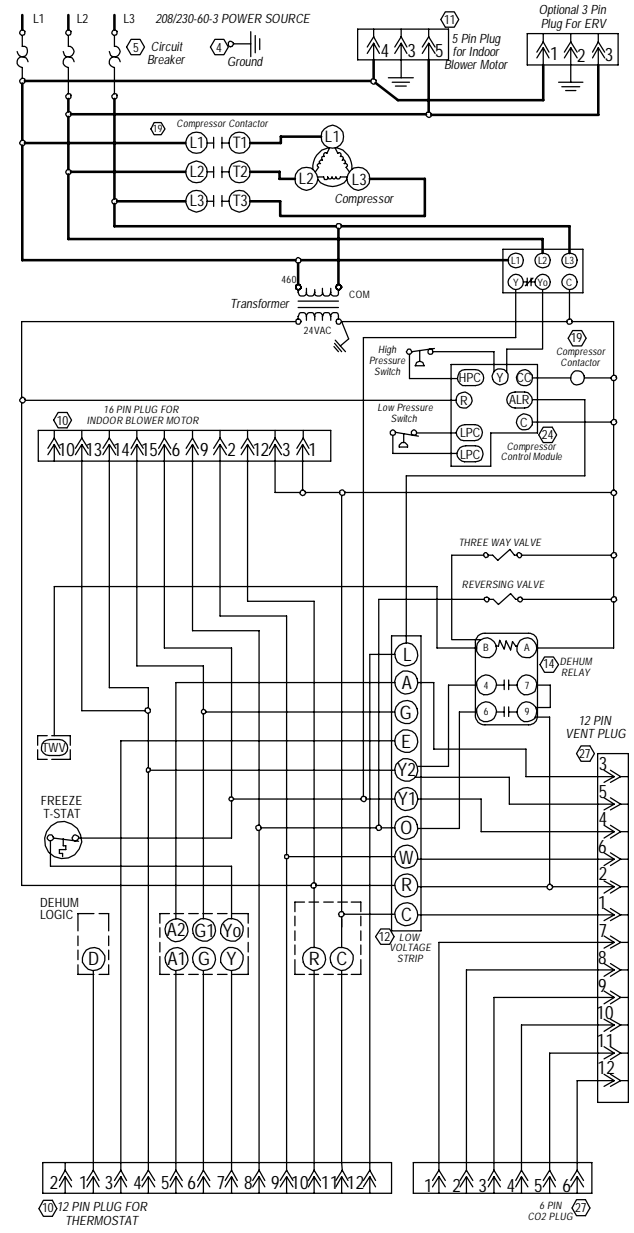 L1 L2 L3 208/230-60-3 POWER SOURCE
5 Circuit
Breaker
4
Ground
11
5 Pin Plug
for Indoor
Blower Motor
4 3 5
Optional 3 Pin
Plug For ERV
1 2 3
19 Compressor Contactor
L1 T1
L2 T2
L3 T3
L1
L2 L3
Compressor
L1 L2 L3
Y Yo C
460
COM
Transformer
24VAC
High
Pressure
Switch
19
Compressor
Contactor
HPC Y CC
R ALR
C
LPC
LPC
Low Pressure
Switch
24
Compressor
Control Module
10
16 PIN PLUG FOR
INDOOR BLOWER MOTOR
10 13 14 15 6 9 2 12 3 1
THREE WAY VALVE
REVERSING VALVE
B A
4 7
6 9
14 DEHUM
RELAY
L
A
G
E
Y2
Y1
O
W
R
C
12 LOW
VOLTAGE
STRIP
TWV
FREEZE
T-STAT
12 PIN
VENT PLUG
27
3
5
4
6
2
1
7
8
9
10
11
12
DEHUM
LOGIC
D
A2 G1 Yo
A1 G Y
R C
2 1 3 4 5 6 7 8 9 10 11 12
10 12 PIN PLUG FOR
THERMOSTAT
1 2 3 4 5 6
6 PIN
CO2 PLUG 27